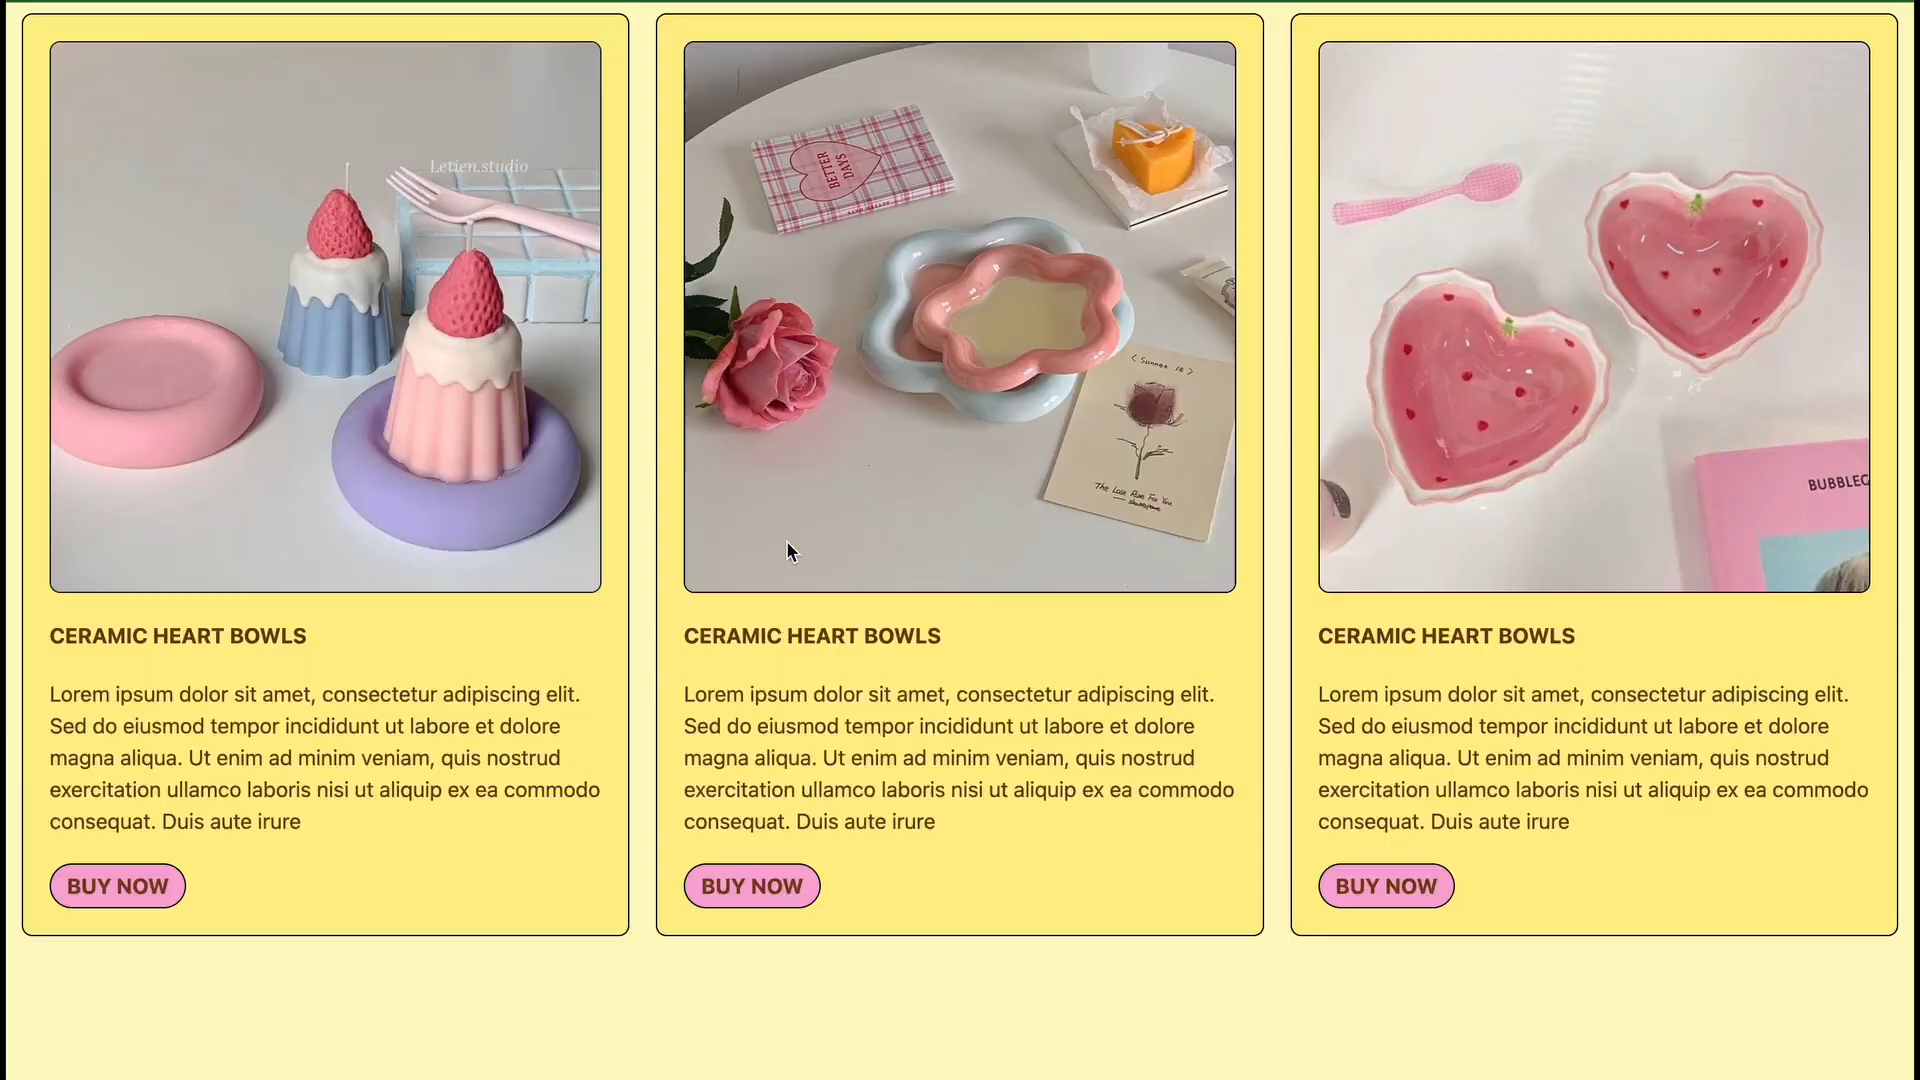 Letien.studio
BETTER
DAYS
( Sunnee 16 )
The Last Rose For You
BUBBLEG
CERAMIC HEART BOWLS
Lorem ipsum dolor sit amet, consectetur adipiscing elit.
Sed do eiusmod tempor incididunt ut labore et dolore
magna aliqua. Ut enim ad minim veniam, quis nostrud
exercitation ullamco laboris nisi ut aliquip ex ea commodo
consequat. Duis aute irure
BUY NOW
CERAMIC HEART BOWLS
Lorem ipsum dolor sit amet, consectetur adipiscing elit.
Sed do eiusmod tempor incididunt ut labore et dolore
magna aliqua. Ut enim ad minim veniam, quis nostrud
exercitation ullamco laboris nisi ut aliquip ex ea commodo
consequat. Duis aute irure
BUY NOW
CERAMIC HEART BOWLS
Lorem ipsum dolor sit amet, consectetur adipiscing elit.
Sed do eiusmod tempor incididunt ut labore et dolore
magna aliqua. Ut enim ad minim veniam, quis nostrud
exercitation ullamco laboris nisi ut aliquip ex ea commodo
consequat. Duis aute irure
BUY NOW